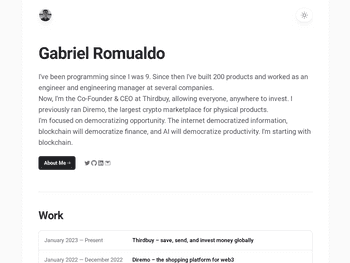 Gabriel Romualdo
I've been programming since I was 9. Since then I've built 200 products and worked as an
engineer and engineering manager at several companies.
Now, I'm the Co-Founder & CEO at Thirdbuy, allowing everyone, anywhere to invest. I
previously ran Diremo, the largest crypto marketplace for physical products.
I'm focused on democratizing opportunity. The internet democratized information,
blockchain will democratize finance, and AI will democratize productivity. I'm starting with
blockchain.
About Me →
Work
January 2023 — Present Thirdbuy – save, send, and invest money globally
January 2022 — December 2022 Diremo – the shopping platform for web3